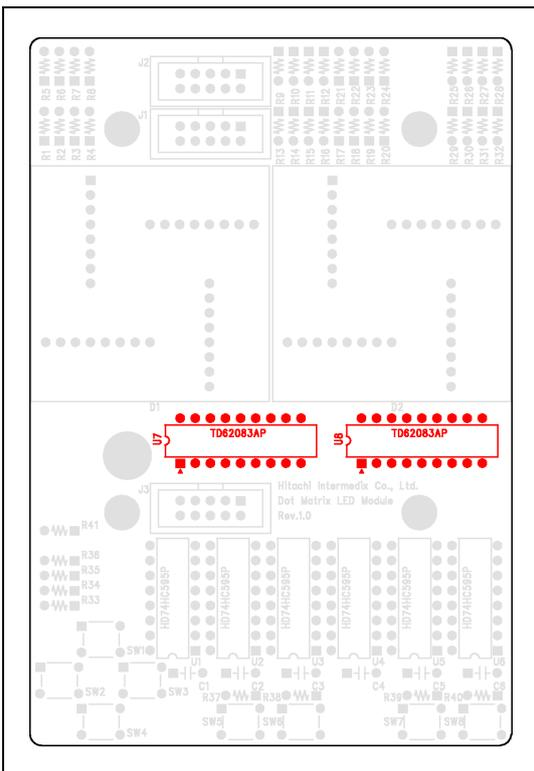 J2
R5 R6 R7 R8
R9 R10 R11 R12 R21 R22 R23 R24
R25 R26 R27 R28
J1
R1 R2 R3 R4
R13 R14 R15 R16 R17 R18 R19 R20
R29 R30 R31 R32
D1 D2
U7 TD62083AP
U8 TD62083AP
J3
Hitachi Intermedix Co., Ltd.
Dot Matrix LED Module
Rev.1.0
R41
R36
R35
R34
R33
HD74HC595P HD74HC595P HD74HC595P HD74HC595P HD74HC595P HD74HC595P
SW1
U1 U2 U3 U4 U5 U6
SW2 SW3
C1 C2 C3 C4 C5 C6
R37 R38 R39 R40
SW4 SW5 SW6 SW7 SW8